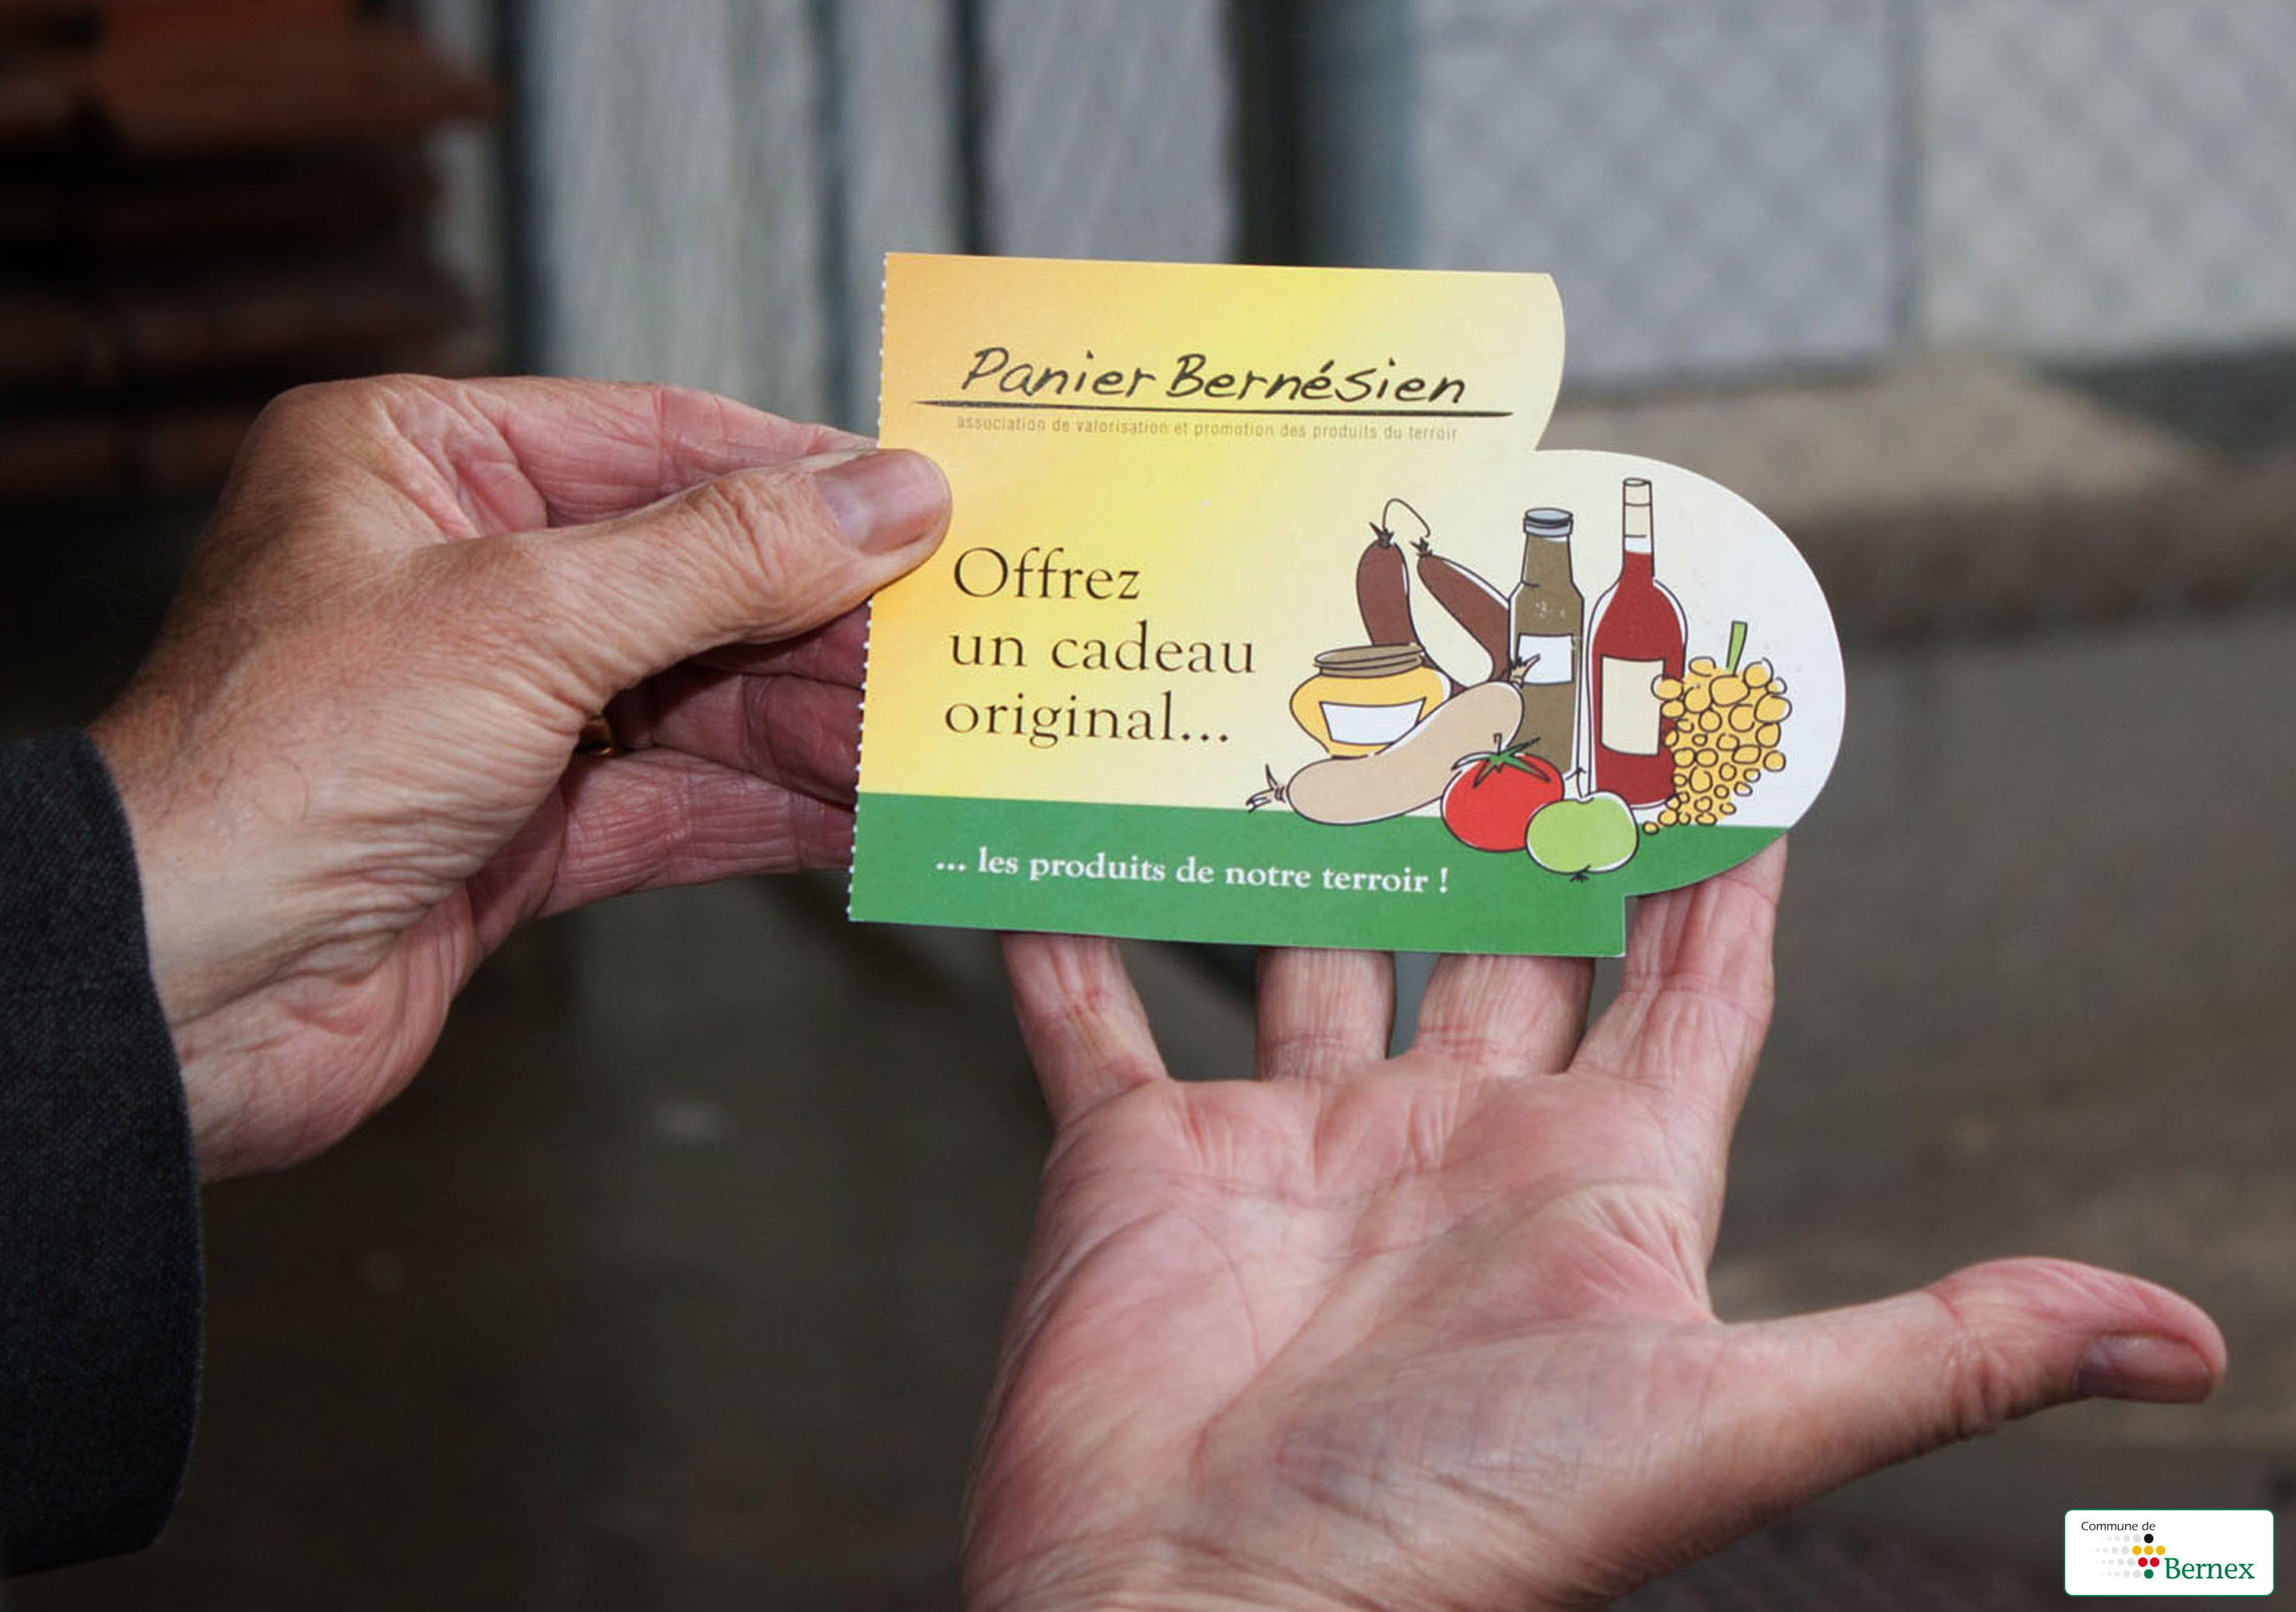 Panier Bernésien
association de valorisation et promotion des produits du terroir
Offrez
un cadeau
original...
... les produits de notre terroir !
Commune de
Bernex